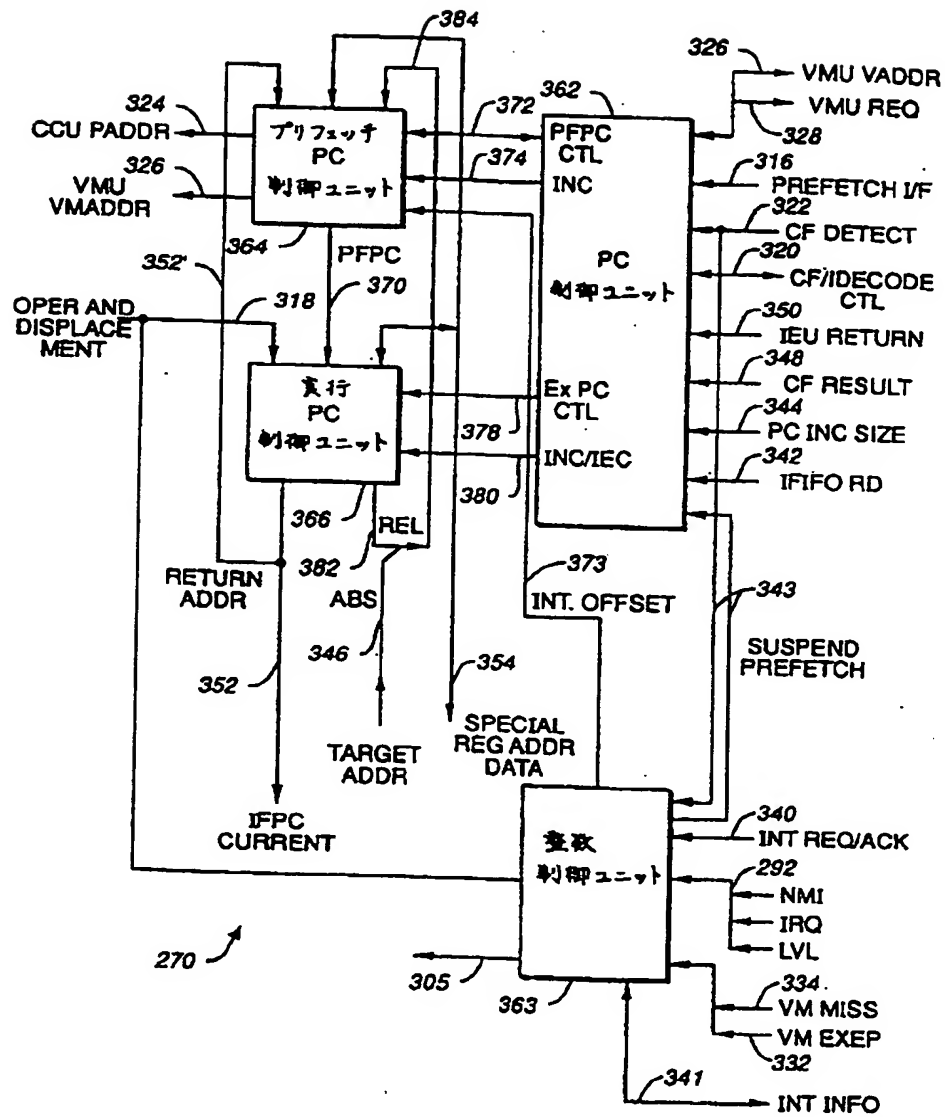 384
326
VMU VADDR
362
324
CCU PADDR
プリフェッチ
PC
制御ユニット
372
PFPC
CTL
328
VMU REQ
374
INC
316
PREFETCH I/F
326
VMU
VMADDR
322
CF DETECT
364
PFPC
PC
制御ユニット
320
CF/IDECODE
CTL
352'
318
370
OPER AND
DISPLACE
MENT
350
IEU RETURN
実行
PC
制御ユニット
Ex PC
CTL
348
CF RESULT
378
344
PC INC SIZE
INC/IEC
380
342
IFIFO RD
366
REL
382
373
RETURN
ADDR
ABS
INT. OFFSET
343
346
SUSPEND
PREFETCH
352
354
TARGET
ADDR
SPECIAL
REG ADDR
DATA
IFPC
CURRENT
340
INT REQ/ACK
整数
制御ユニット
292
NMI
IRQ
LVL
270
305
363
334
VM MISS
VM EXEP
332
341
INT INFO